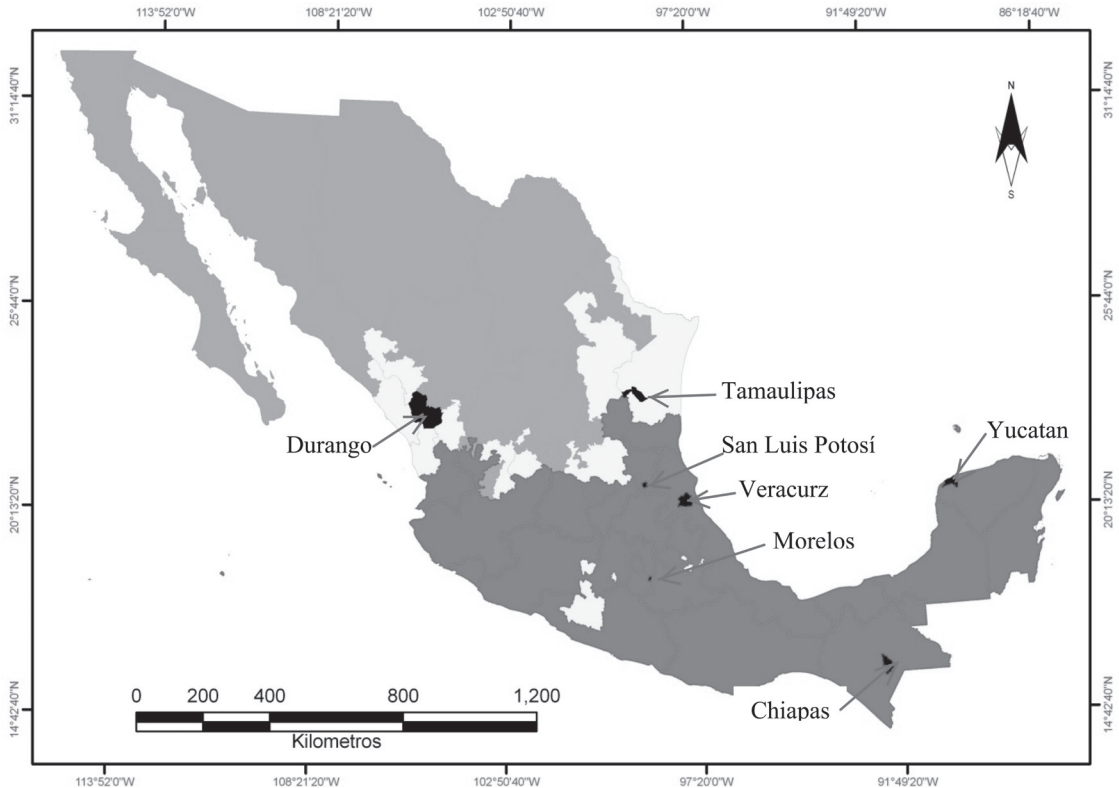 113°52'0"W 108°21'20"W 102°50'40"W 97°20'0"W 91°49'20"W 86°18'40"W
31°14'40"N
31°14'40"N
N
S
25°44'0"N
25°44'0"N
Tamaulipas
Durango
San Luis Potosí
Yucatan
Veracurz
20°13'20"N
20°13'20"N
Morelos
14°42'40"N
14°42'40"N
0 200 400 800 1,200
Kilometros
Chiapas
113°52'0"W 108°21'20"W 102°50'40"W 97°20'0"W 91°49'20"W